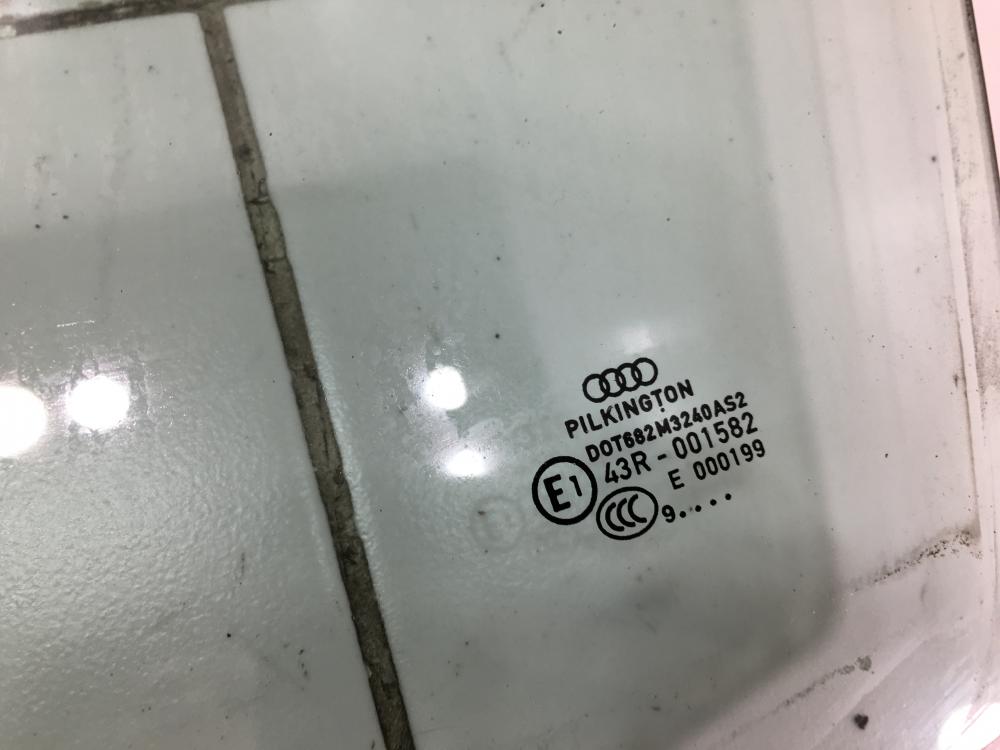 PILKINGTON
DOT682M3240AS2
43R - 001582
E1
E 000199
CCC
9....